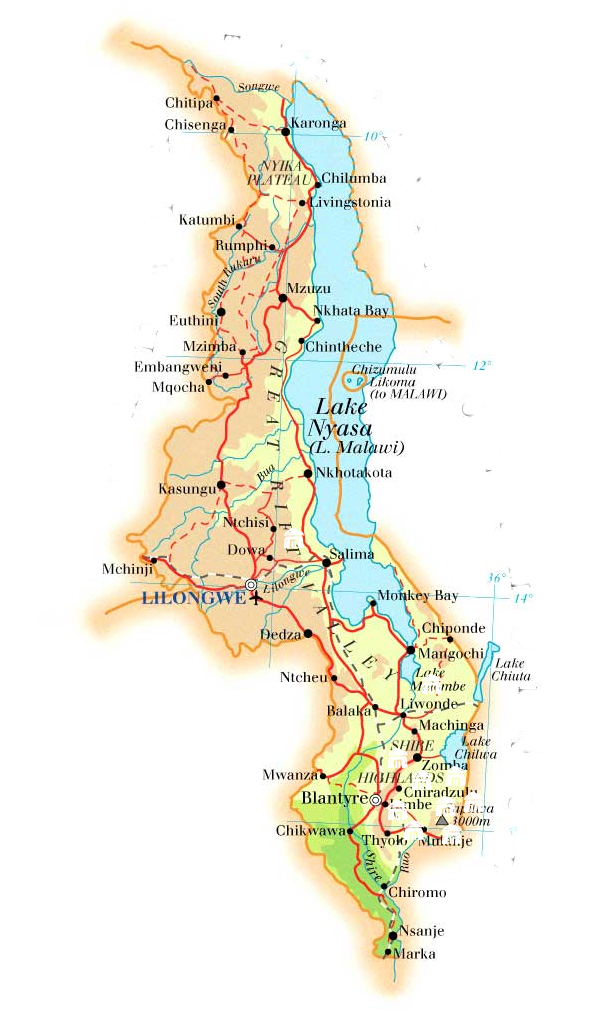 Songwe
Chitipa
Chisenga
Karonga
10°
NYIKA
PLATEAU
Chilumba
Livingstonia
Katumbi
Rumphi
South Rukuru
Mzuzu
Nkhata Bay
Euthini
Chintheche
Mzimba
Embangweni
Mqocha
12°
Chizumulu
Likoma
(to MALAWI)
Lake
Nyasa
(L. Malawi)
GREAT RIFT VALLEY
Bua
Nkhotakota
Kasungu
Ntchisi
Dowa
Salima
Mchinji
Lilongwe
LILONGWE
36°
14°
Monkey Bay
Chiponde
Dedza
Mangochi
Lake
Chiuta
Ntcheu
Lake
Balaka
Liwonde
Machinga
SHIRE
HIGHLANDS
Lake
Chilwa
Zomba
Mwanza
Blantyre
Cniradzulu
Limbe
3000m
Chikwawa
Thyolo
Mulanje
Shire
Ruo
Chiromo
Nsanje
Marka